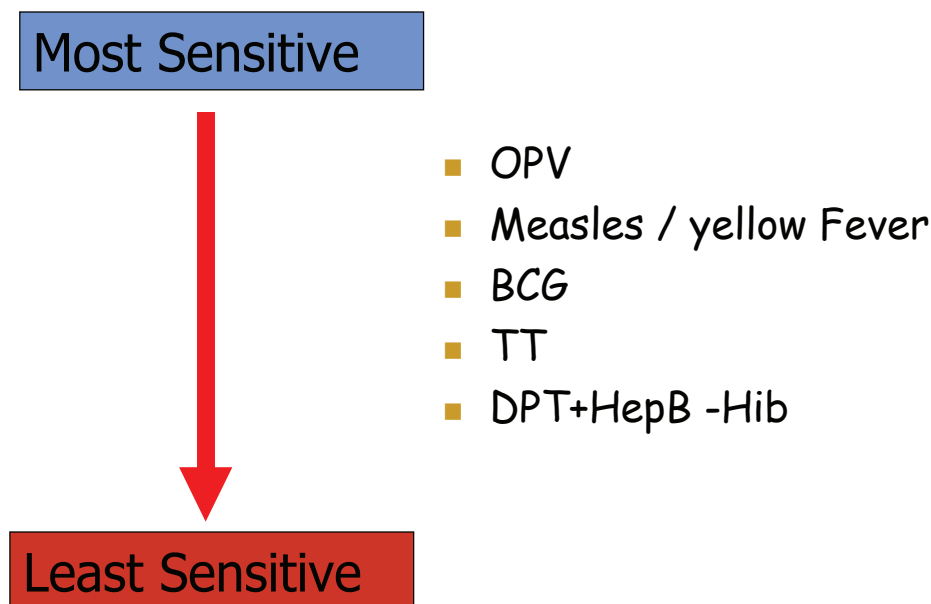 Most Sensitive
OPV
Measles / yellow Fever
BCG
TT
DPT+HepB -Hib
Least Sensitive